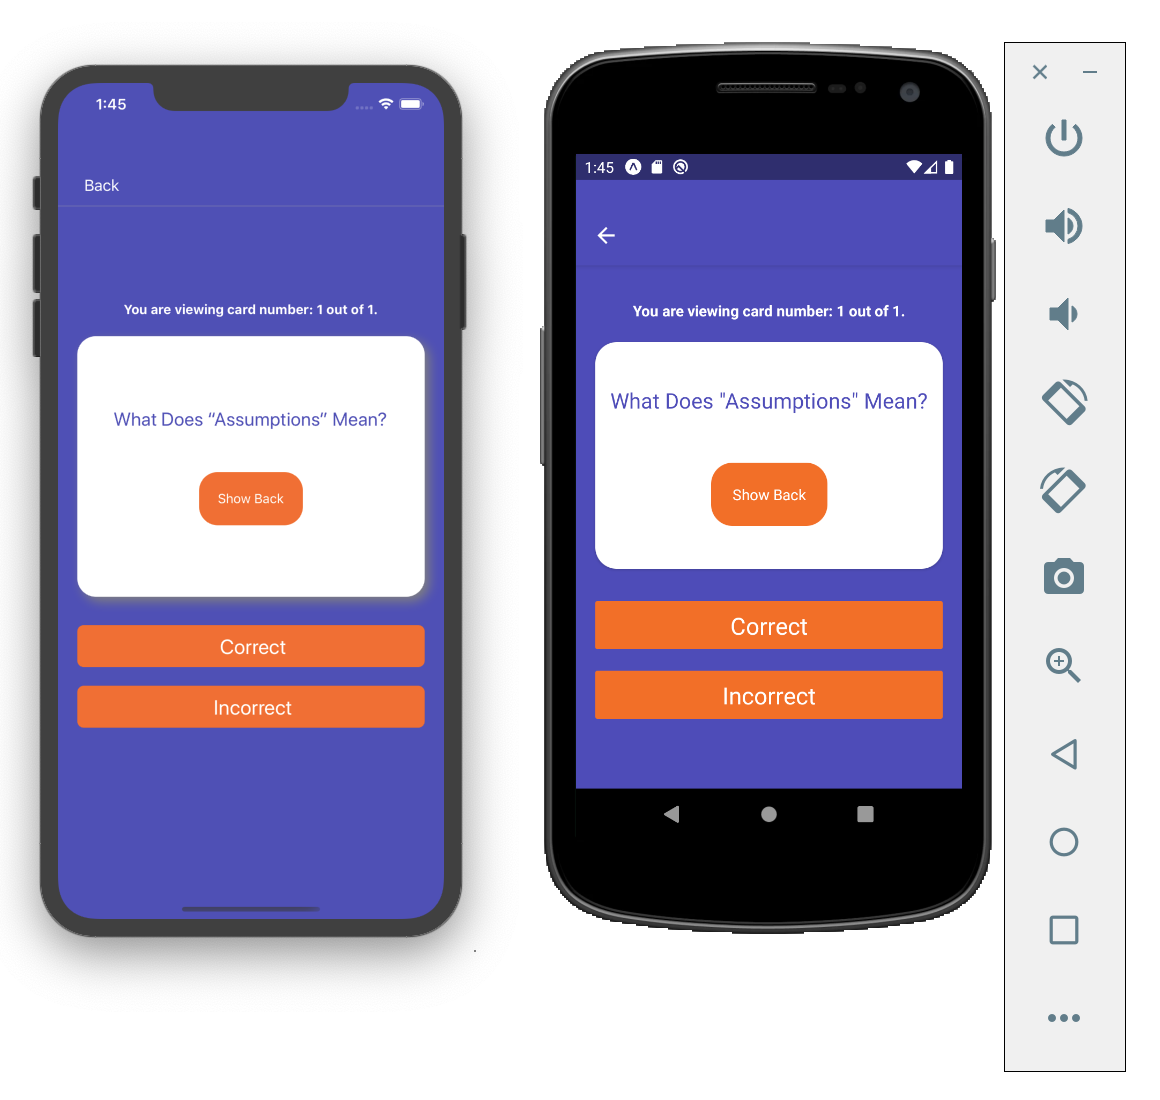 1:45
Back
You are viewing card number: 1 out of 1.
What Does “Assumptions” Mean?
Show Back
Correct
Incorrect
1:45
You are viewing card number: 1 out of 1.
What Does "Assumptions" Mean?
Show Back
Correct
Incorrect